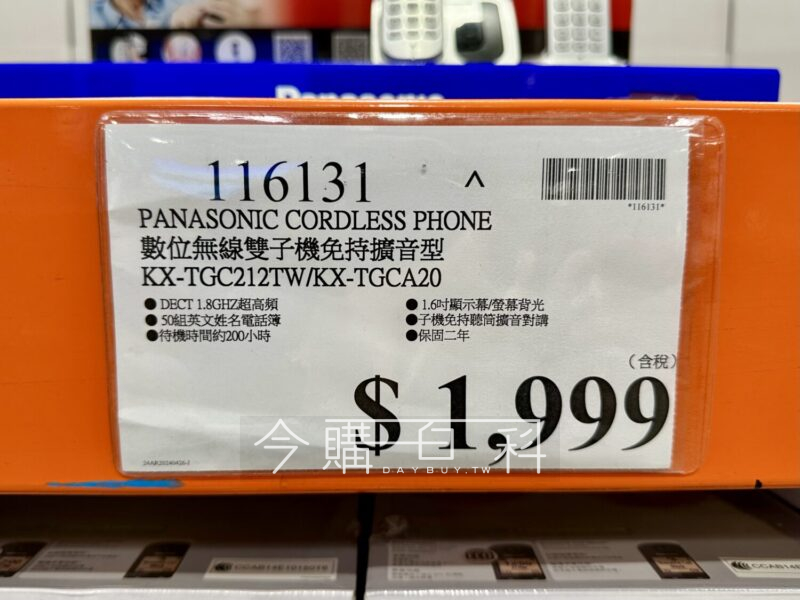 Panasonic
116131
^
*116131*
PANASONIC CORDLESS PHONE
數位無線雙子機免持擴音型
KX-TGC212TW/KX-TGCA20
● DECT 1.8GHZ超高頻
● 1.6吋顯示幕/螢幕背光
● 50組英文姓名電話簿
●子機免持聽筒擴音對講
●待機時間約200小時
●保固二年
(含稅)
$ 1,999
今購百科
DAYBUY.TW
24AR20240426-J
ECO